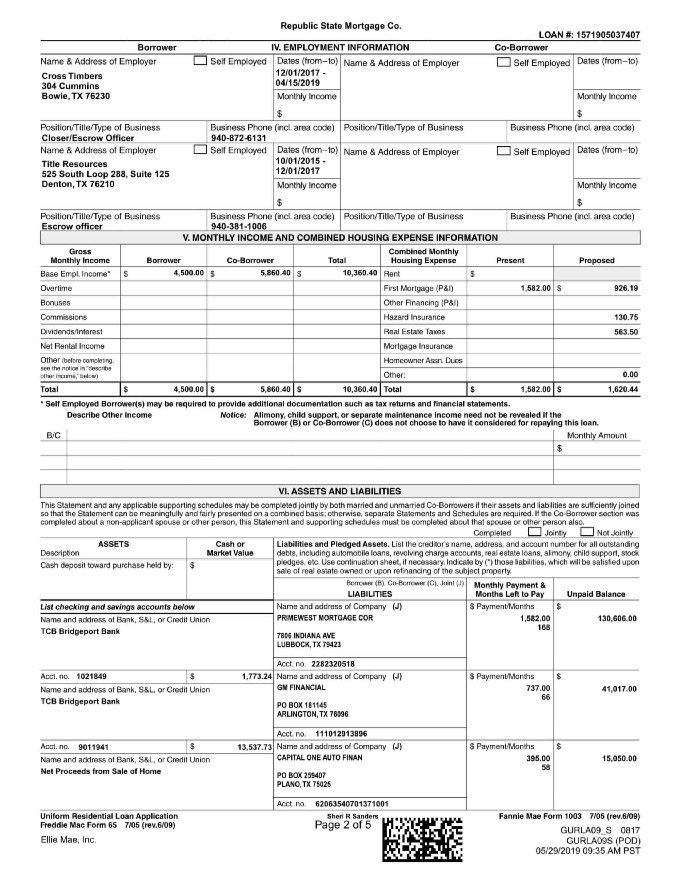 Republic State Mortgage Co.
LOAN #: 1571905037407
Borrower IV. EMPLOYMENT INFORMATION Co-Borrower
Name & Address of Employer Self Employed Dates (from–to) Name & Address of Employer Self Employed Dates (from–to)
Cross Timbers
304 Cummins
Bowie, TX 76230
12/01/2017 -
04/15/2019
Monthly Income Monthly Income
$ $
Position/Title/Type of Business Business Phone (incl. area code) Position/Title/Type of Business Business Phone (incl. area code)
Closer/Escrow Officer 940-872-6131
Name & Address of Employer Self Employed Dates (from–to) Name & Address of Employer Self Employed Dates (from–to)
Title Resources
525 South Loop 288, Suite 125
Denton, TX 76210
10/01/2015 -
12/01/2017
Monthly Income Monthly Income
$ $
Position/Title/Type of Business Business Phone (incl. area code) Position/Title/Type of Business Business Phone (incl. area code)
Escrow officer 940-381-1006
V. MONTHLY INCOME AND COMBINED HOUSING EXPENSE INFORMATION
Gross
Monthly Income Borrower Co-Borrower Total Combined Monthly
Housing Expense Present Proposed
Base Empl. Income* $ 4,500.00 $ 5,860.40 $ 10,360.40 Rent $
Overtime First Mortgage (P&I) 1,582.00 $ 926.19
Bonuses Other Financing (P&I)
Commissions Hazard Insurance 130.75
Dividends/Interest Real Estate Taxes 563.50
Net Rental Income Mortgage Insurance
Other (before completing,
see the notice in "describe
other income," below)
Homeowner Assn. Dues
Other: 0.00
Total $ 4,500.00 $ 5,860.40 $ 10,360.40 Total $ 1,582.00 $ 1,620.44
* Self Employed Borrower(s) may be required to provide additional documentation such as tax returns and financial statements.
Describe Other Income Notice: Alimony, child support, or separate maintenance income need not be revealed if the
Borrower (B) or Co-Borrower (C) does not choose to have it considered for repaying this loan.
B/C Monthly Amount
$
VI. ASSETS AND LIABILITIES
This Statement and any applicable supporting schedules may be completed jointly by both married and unmarried Co-Borrowers if their assets and liabilities are sufficiently joined
so that the Statement can be meaningfully and fairly presented on a combined basis; otherwise, separate Statements and Schedules are required. If the Co-Borrower section was
completed about a non-applicant spouse or other person, this Statement and supporting schedules must be completed about that spouse or other person also.
Completed Jointly Not Jointly
ASSETS
Description
Cash or
Market Value
Cash deposit toward purchase held by: $
Liabilities and Pledged Assets. List the creditor's name, address, and account number for all outstanding
debts, including automobile loans, revolving charge accounts, real estate loans, alimony, child support, stock
pledges, etc. Use continuation sheet, if necessary. Indicate by (*) those liabilities, which will be satisfied upon
sale of real estate owned or upon refinancing of the subject property.
Borrower (B), Co-Borrower (C), Joint (J)
LIABILITIES
Monthly Payment &
Months Left to Pay Unpaid Balance
List checking and savings accounts below
Name and address of Bank, S&L, or Credit Union
TCB Bridgeport Bank
Name and address of Company (J) $ Payment/Months $
PRIMEWEST MORTGAGE COR 1,582.00 130,606.00
168
7806 INDIANA AVE
LUBBOCK, TX 79423
Acct. no. 2282320518
Acct. no. 1021849 $ 1,773.24
Name and address of Bank, S&L, or Credit Union
TCB Bridgeport Bank
Name and address of Company (J) $ Payment/Months $
GM FINANCIAL 737.00 41,017.00
66
PO BOX 181145
ARLINGTON, TX 76096
Acct. no. 111012913896
Acct. no. 9011941 $ 13,537.73
Name and address of Bank, S&L, or Credit Union
Net Proceeds from Sale of Home
Name and address of Company (J) $ Payment/Months $
CAPITAL ONE AUTO FINAN 395.00 15,050.00
58
PO BOX 259407
PLANO, TX 75025
Acct. no. 62063540701371001
Uniform Residential Loan Application
Freddie Mac Form 65 7/05 (rev.6/09)
Sheri R Sanders
Page 2 of 5
Fannie Mae Form 1003 7/05 (rev.6/09)
Ellie Mae, Inc.
GURLA09_S 0817
GURLA09S (POD)
05/29/2019 09:35 AM PST